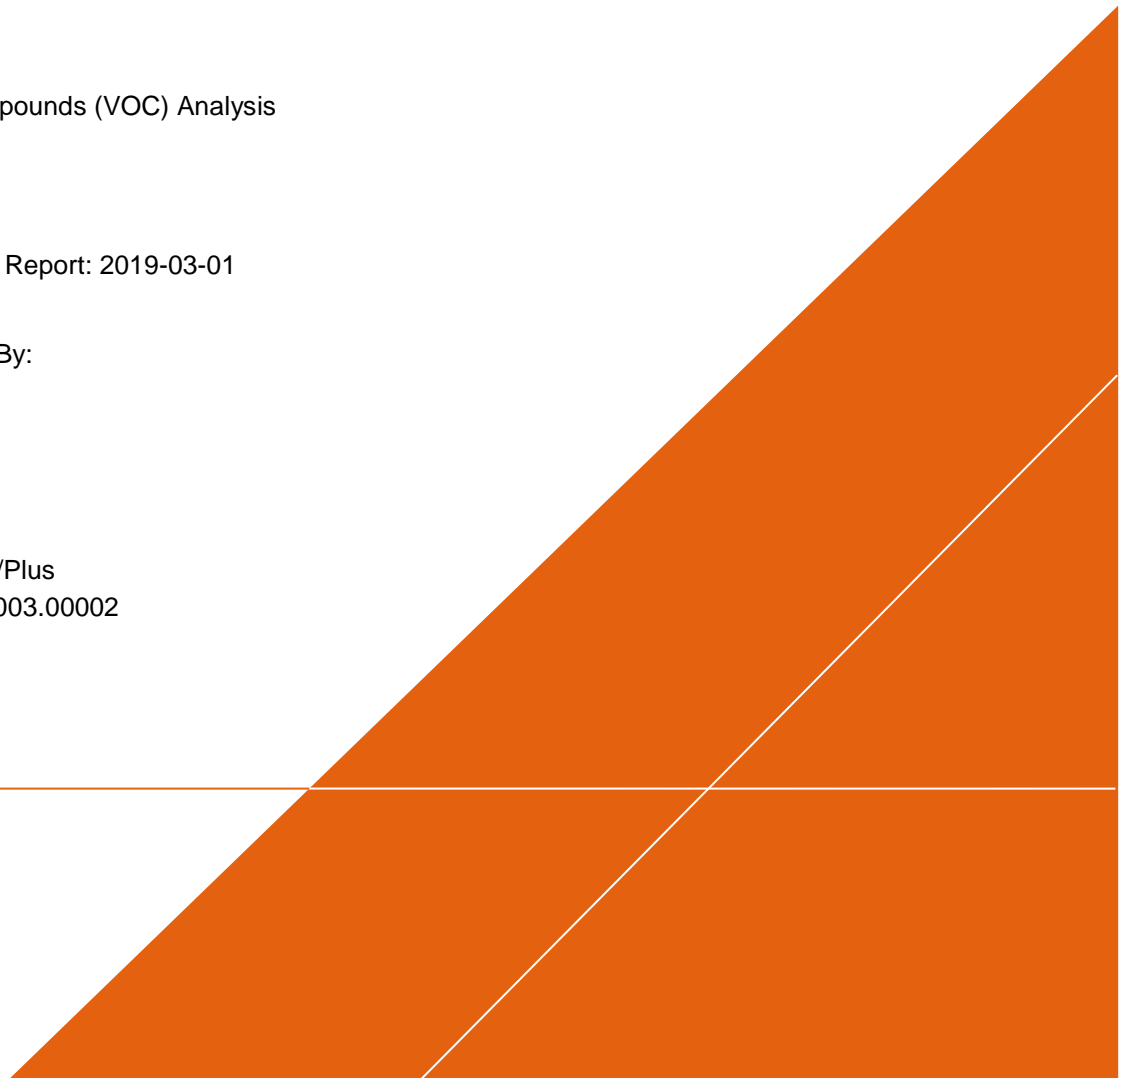 pounds (VOC) Analysis
Report: 2019-03-01
By:
/Plus
003.00002